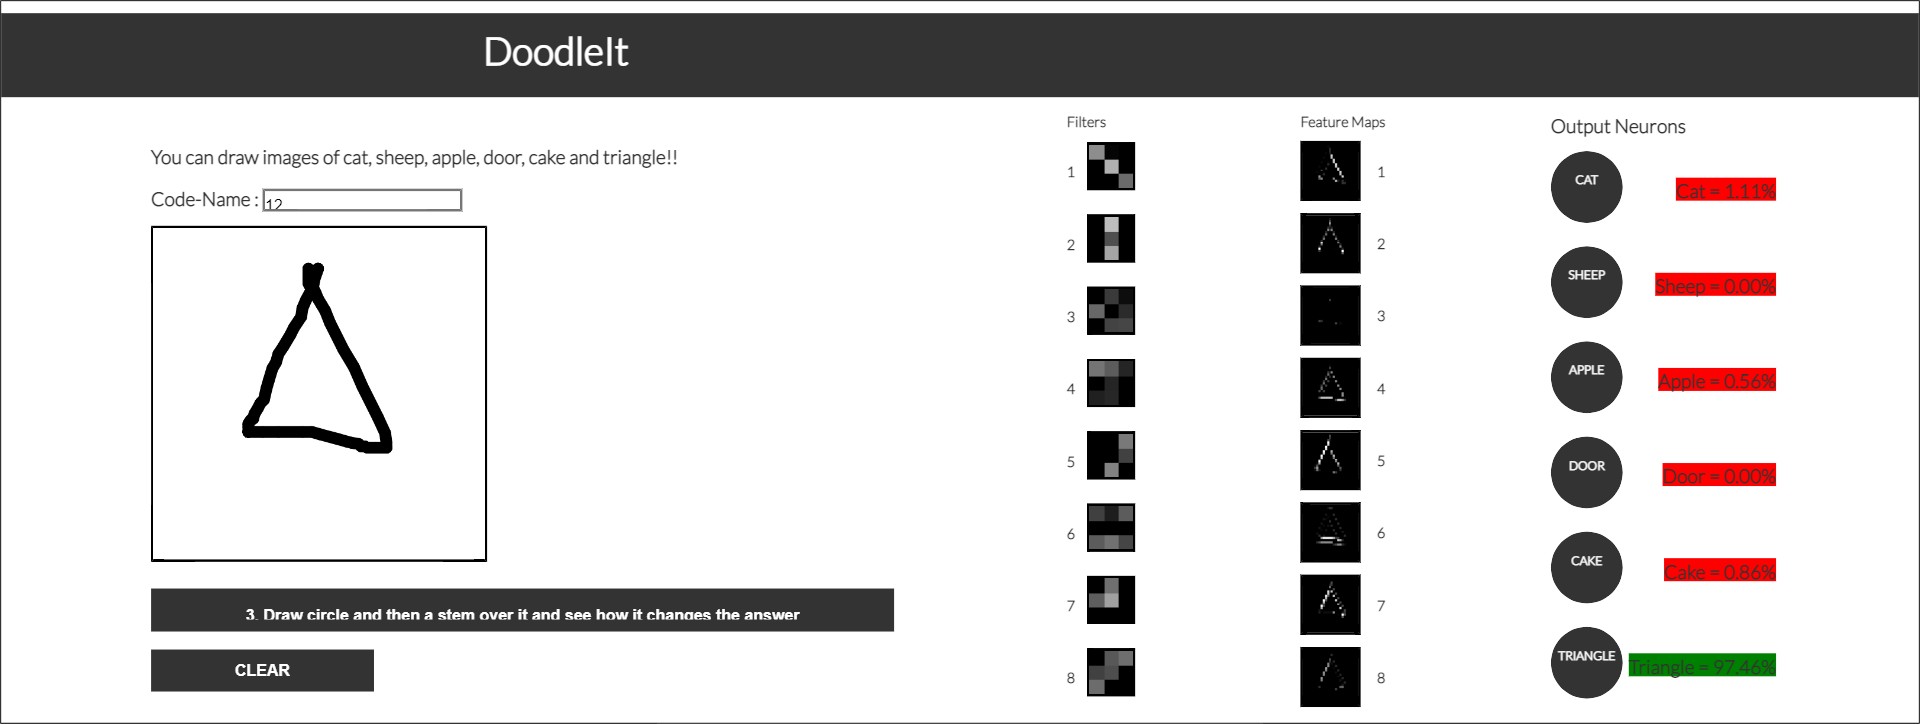 DoodleIt
You can draw images of cat, sheep, apple, door, cake and triangle!!
Code-Name : 12
3. Draw circle and then a stem over it and see how it changes the answer
CLEAR
Filters
1
2
3
4
5
6
7
8
Feature Maps
1
2
3
4
5
6
7
8
Output Neurons
CAT Cat = 1.11%
SHEEP Sheep = 0.00%
APPLE Apple = 0.56%
DOOR Door = 0.00%
CAKE Cake = 0.86%
TRIANGLE Triangle = 97.46%